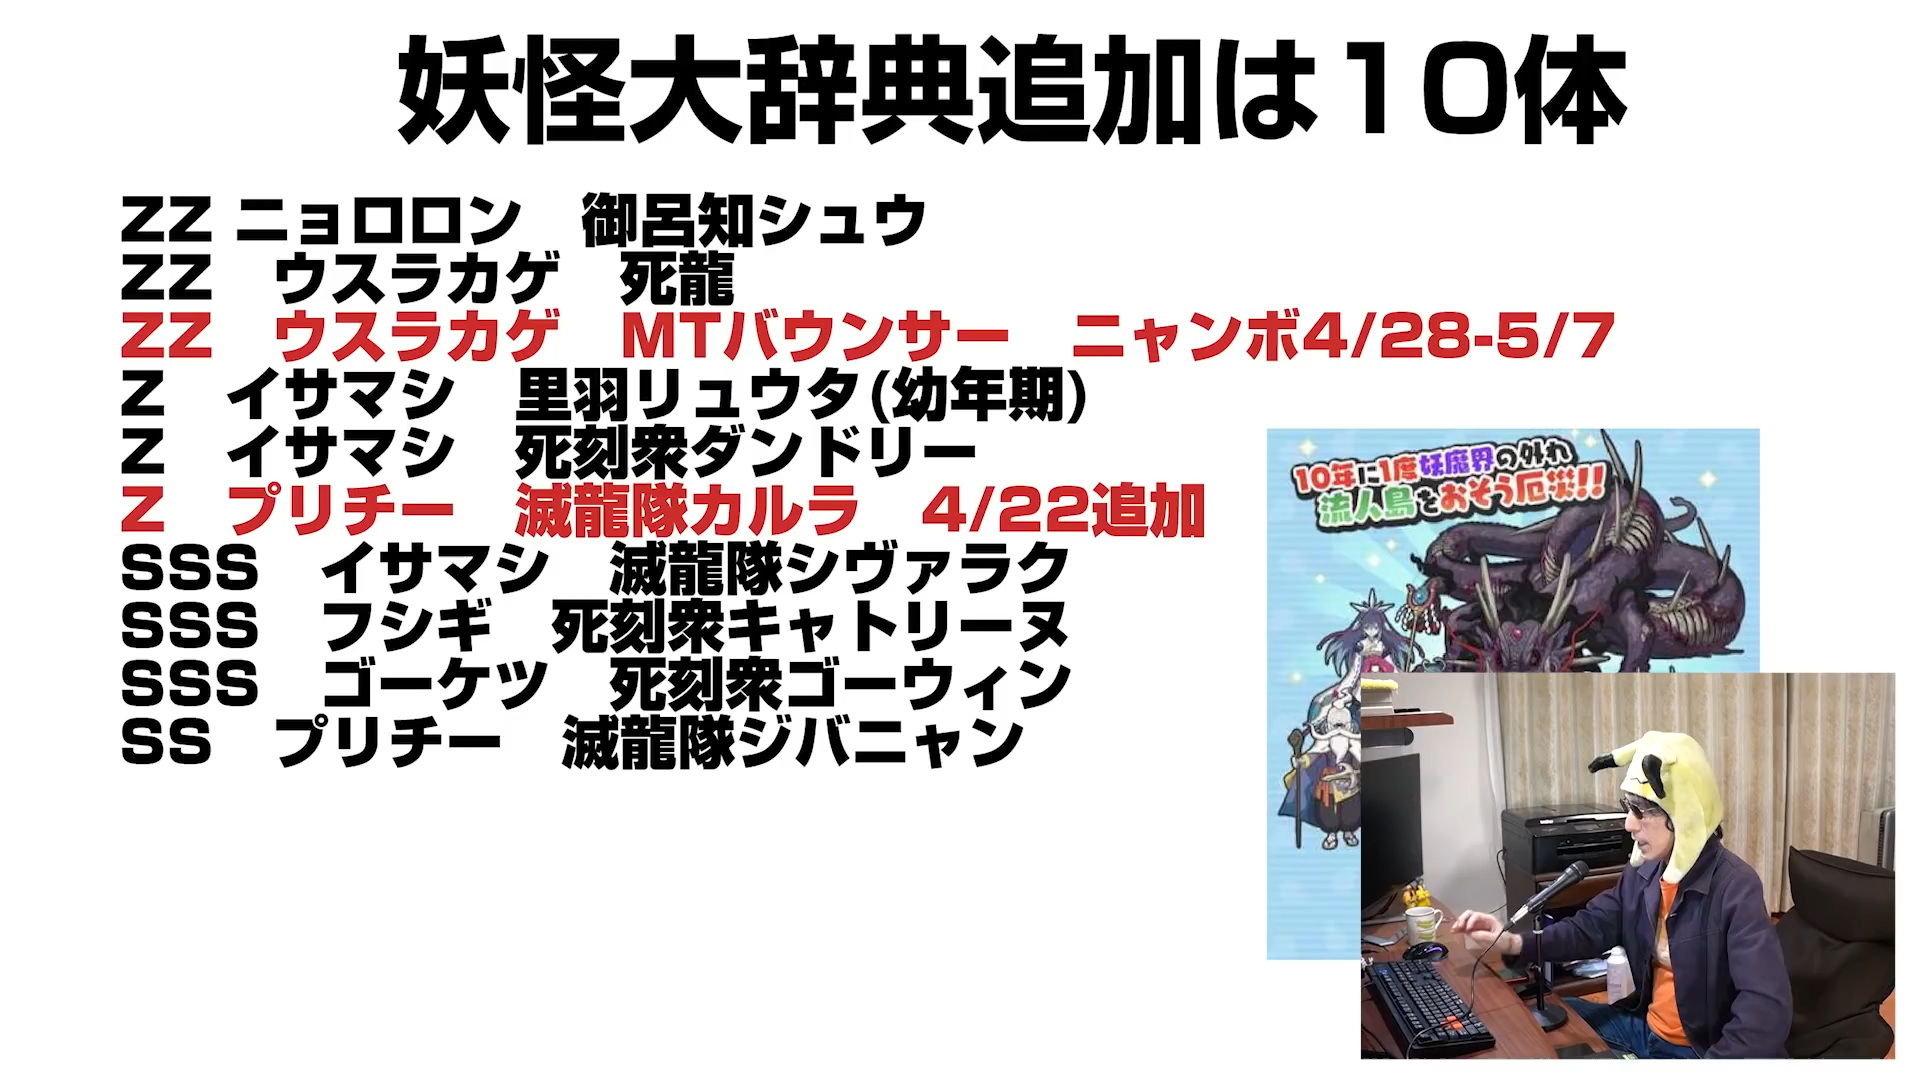 妖怪大辞典追加は10体
ZZ ニョロロン　御呂知シュウ
ZZ　ウスラカゲ　死龍
ZZ　ウスラカゲ　MTバウンサー　ニャンボ4/28-5/7
Z　イサマシ　里羽リュウタ(幼年期)
Z　イサマシ　死刻衆ダンドリー
Z　プリチー　滅龍隊カルラ　4/22追加
SSS　イサマシ　滅龍隊シヴァラク
SSS　フシギ　死刻衆キャトリーヌ
SSS　ゴーケツ　死刻衆ゴーウィン
SS　プリチー　滅龍隊ジバニャン
10年に1度妖魔界の外れ
流人島をおそう厄災!!